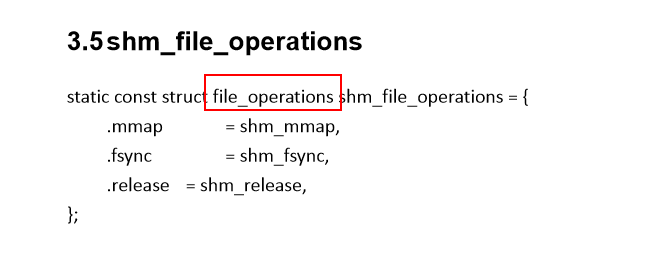 3.5 shm_file_operations
static const struct file_operations shm_file_operations = {
.mmap = shm_mmap,
.fsync = shm_fsync,
.release = shm_release,
};